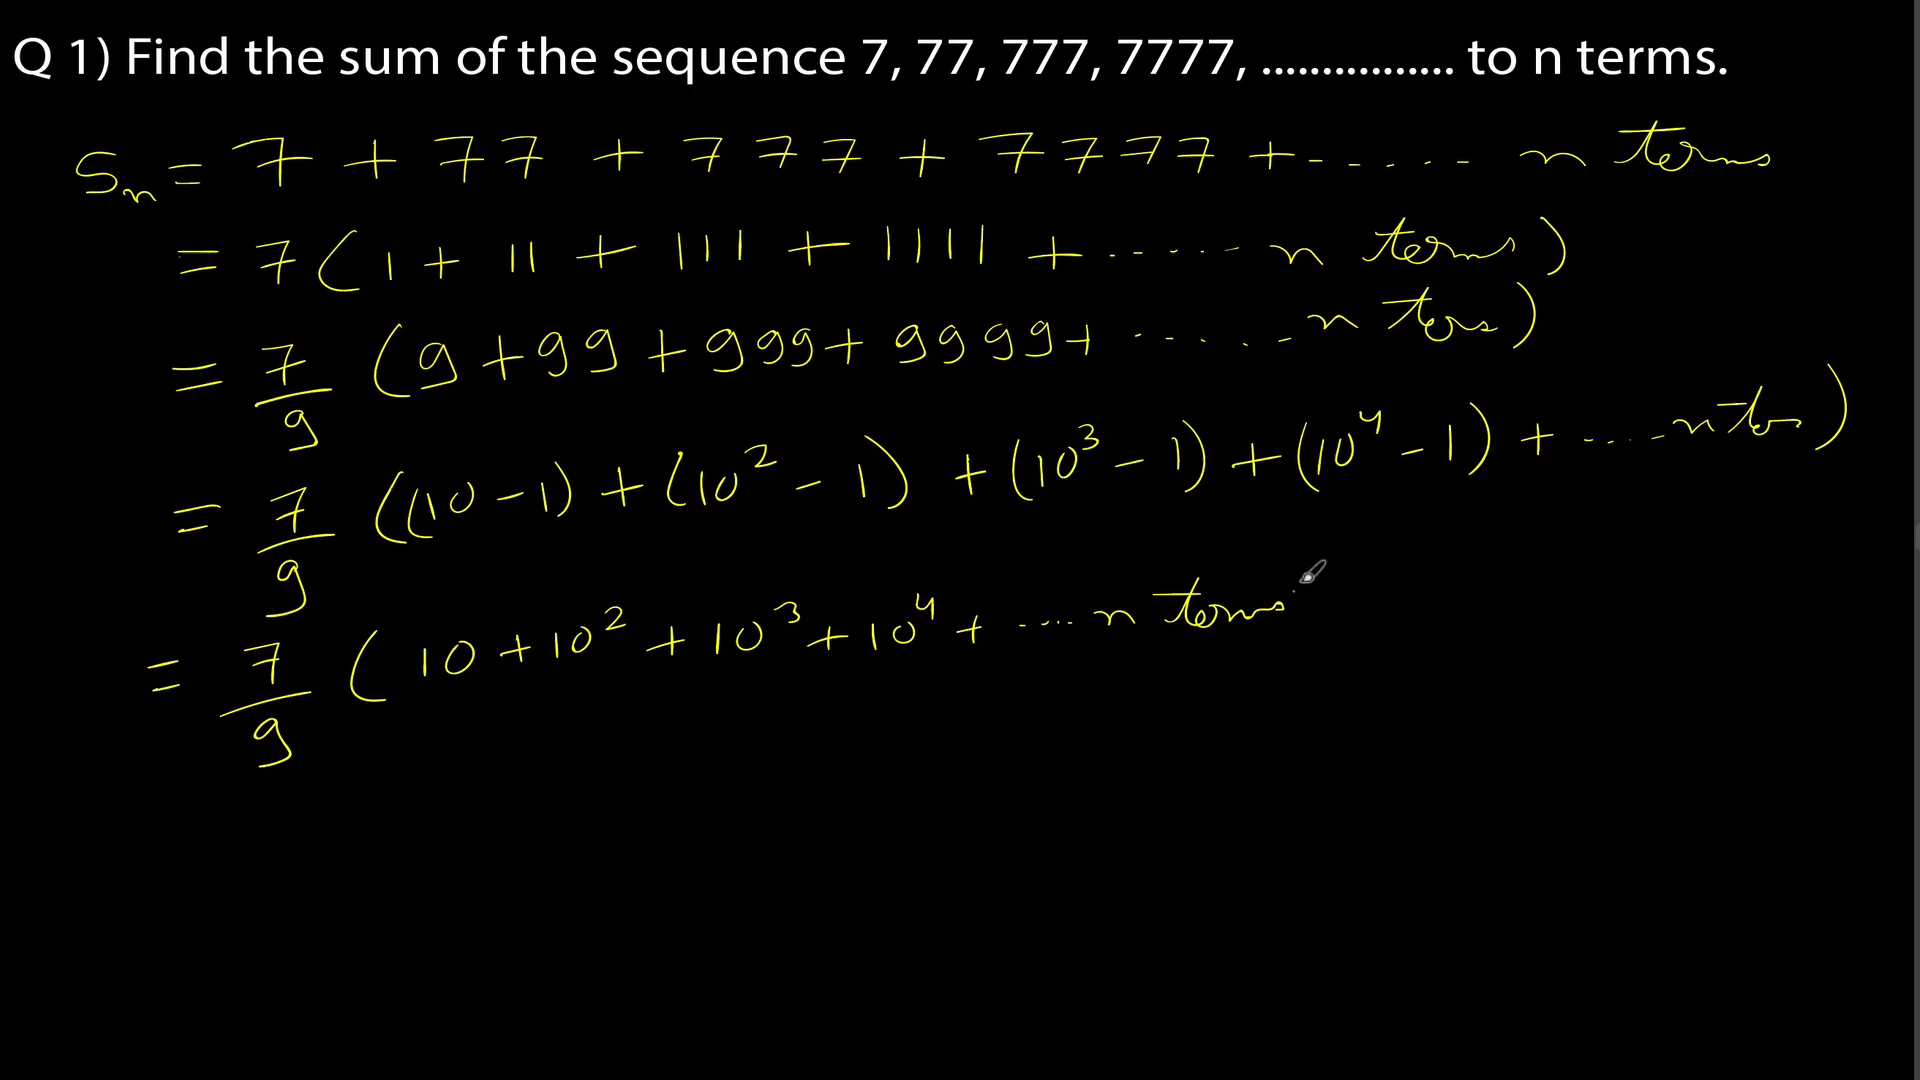 Q 1) Find the sum of the sequence 7, 77, 777, 7777, ................ to n terms.
Sn = 7 + 77 + 777 + 7777 + ...... n terms
= 7 ( 1 + 11 + 111 + 1111 + ...... n terms )
= 7/9 ( 9 + 99 + 999 + 9999 + ..... n )
= 7/9 ( (10 - 1) + (10² - 1) + (10³ - 1) + (10⁴ - 1) + ..... n )
= 7/9 ( 10 + 10² + 10³ + 10⁴ + .... n terms